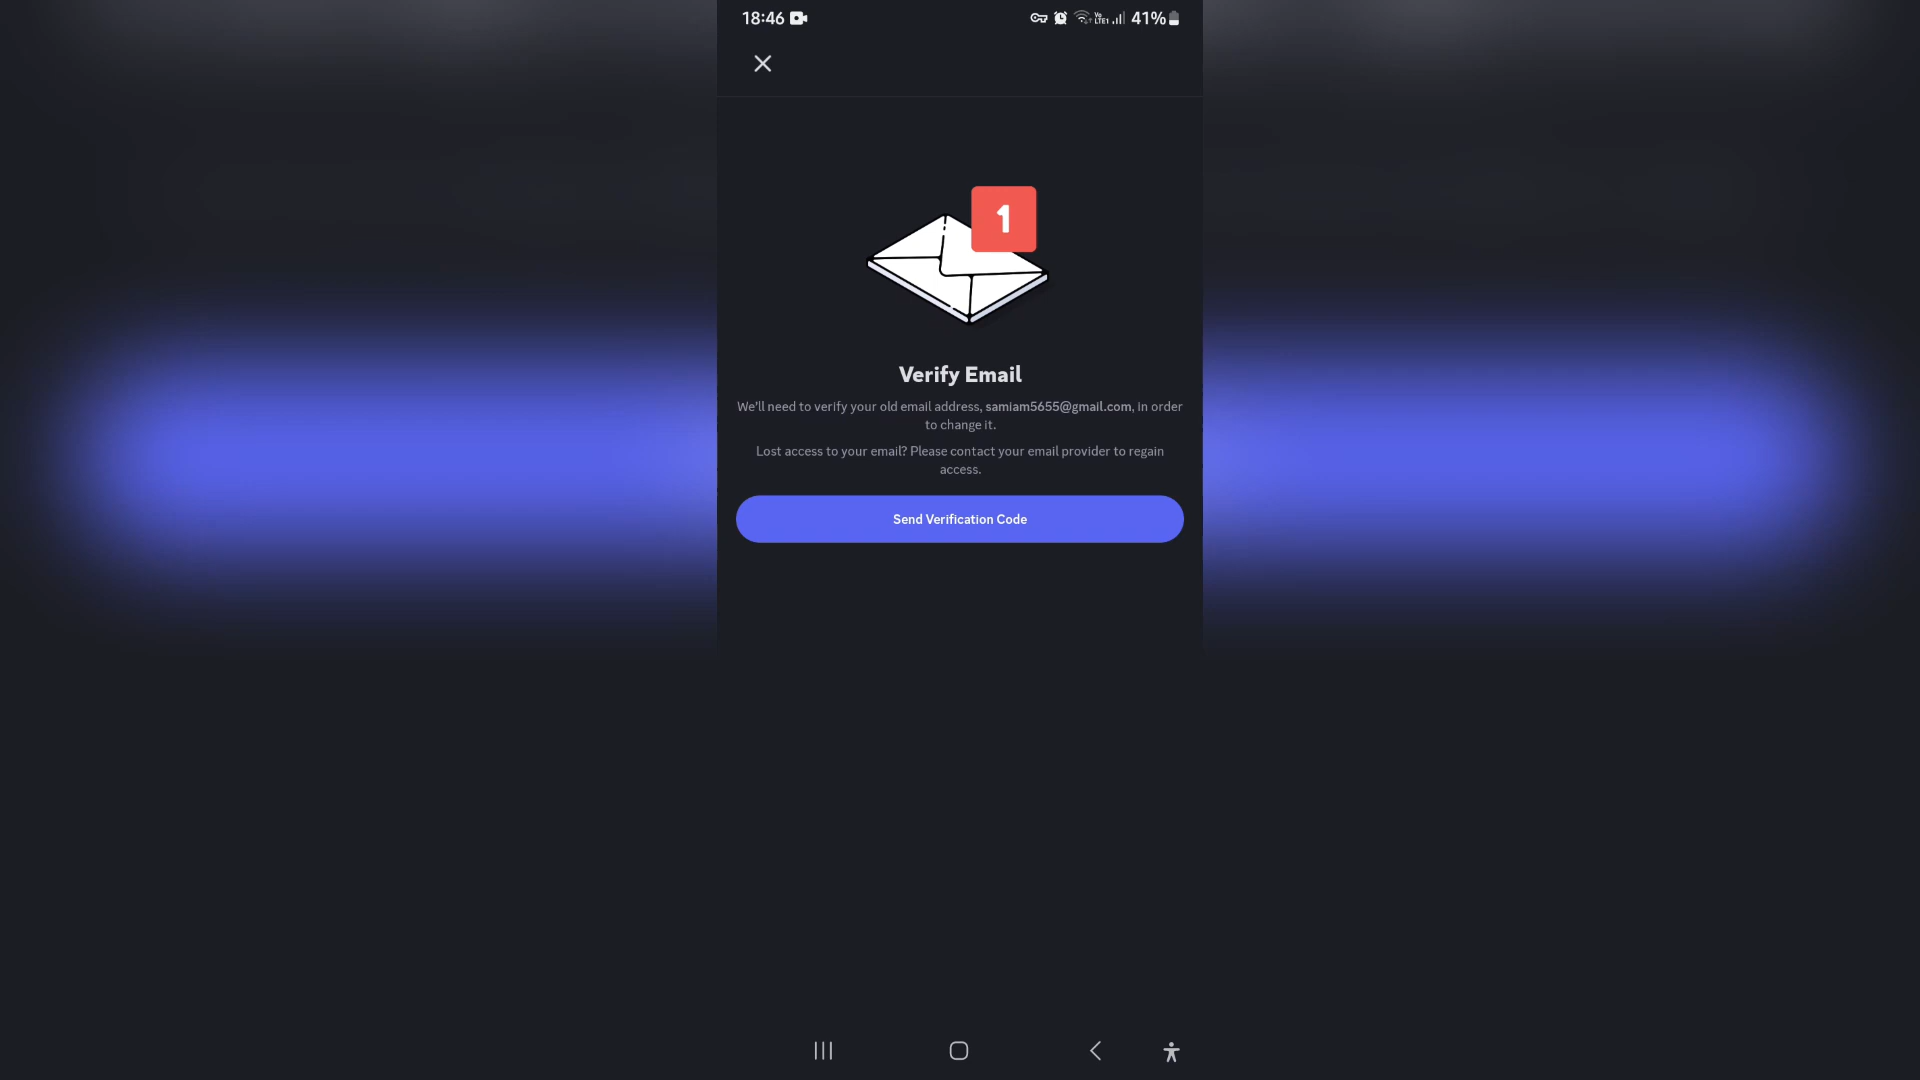 18:46 41%
1
Verify Email
We'll need to verify your old email address, samiam5655@gmail.com, in order
to change it.
Lost access to your email? Please contact your email provider to regain
access.
Send Verification Code